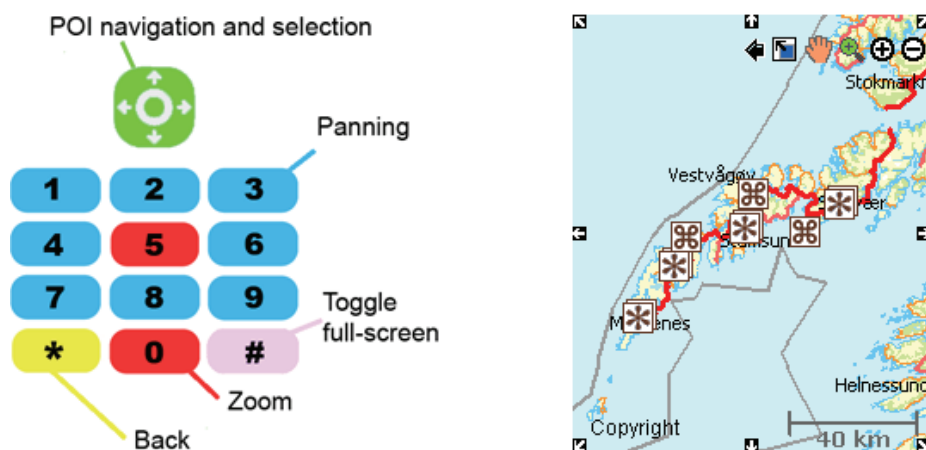 POI navigation and selection
Panning
1 2 3
4 5 6
7 8 9
* 0 #
Toggle
full-screen
Zoom
Back
Vestvågøy
Helnessund
Copyright
40 km